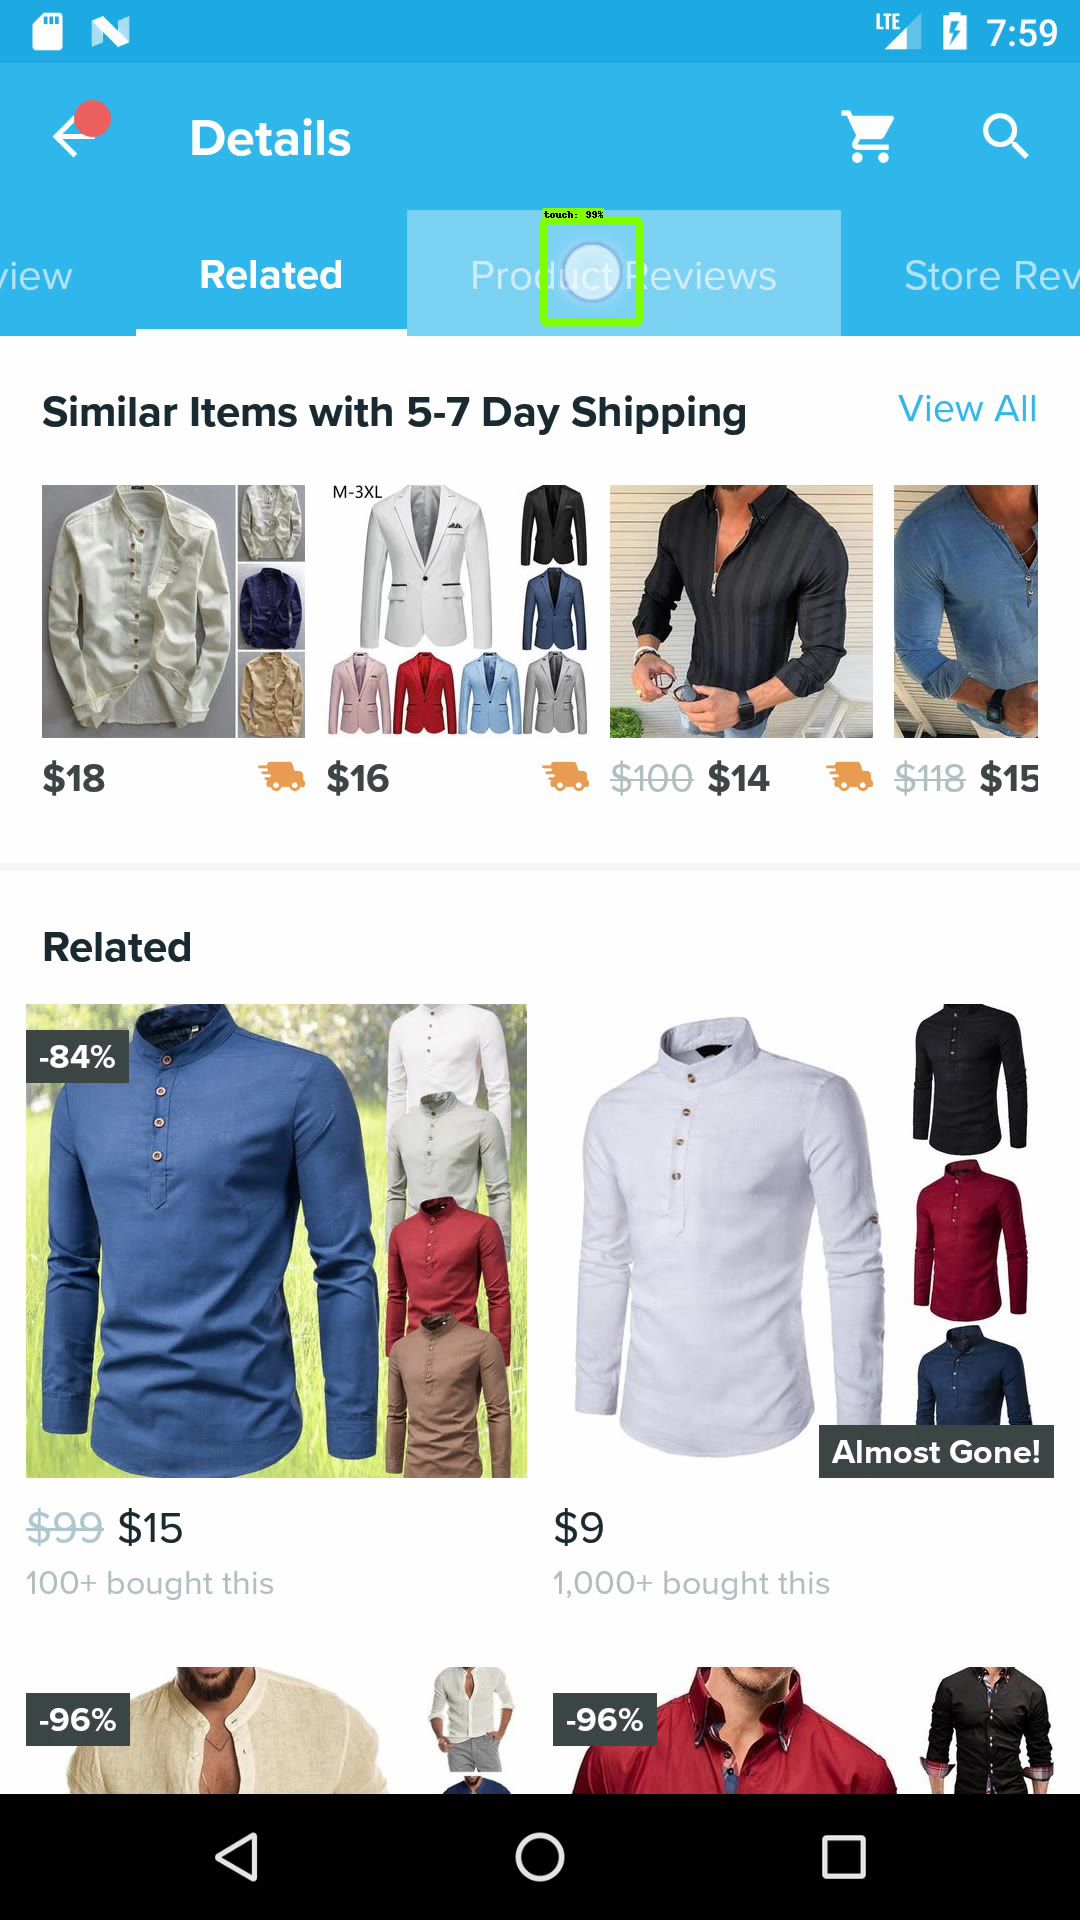 LTE 7:59
Details
view Related Product Reviews Store Rev
touch: 99%
Similar Items with 5-7 Day Shipping View All
M-3XL
$18 $16 $100 $14 $118 $15
Related
-84%
Almost Gone!
$99 $15 $9
100+ bought this 1,000+ bought this
-96% -96%